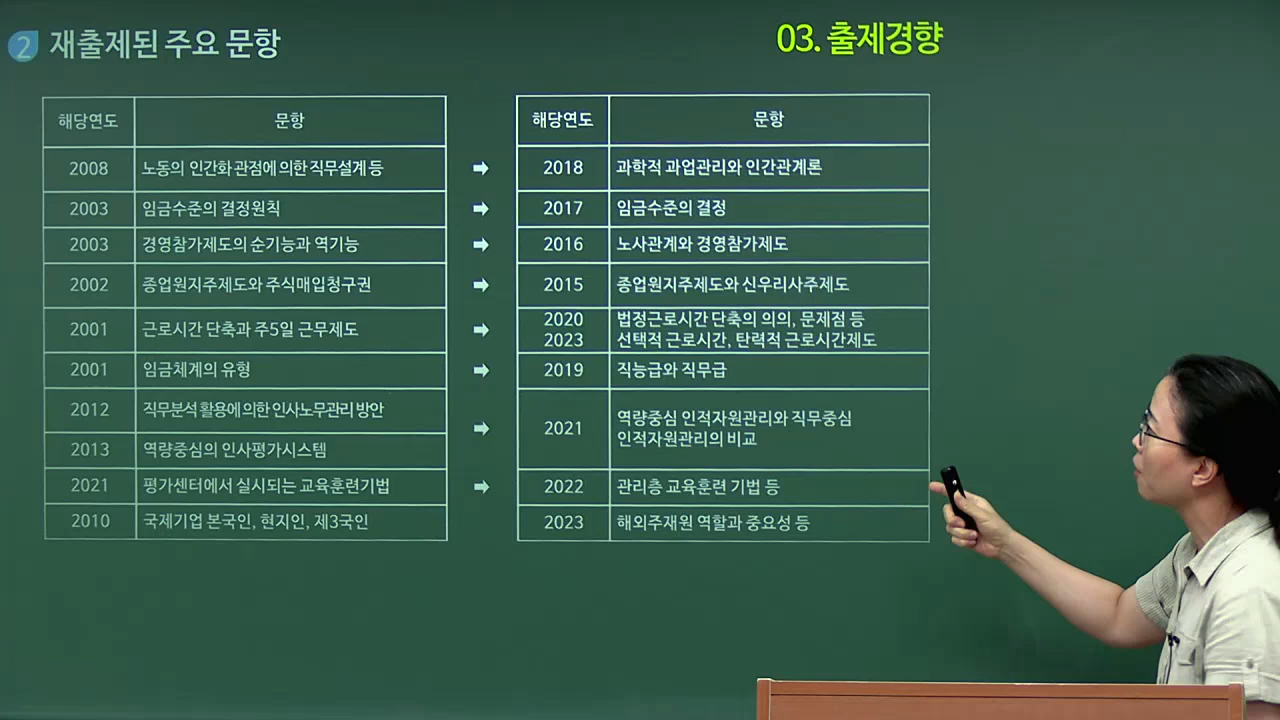 2 재출제된 주요 문항
03. 출제경향
해당연도 문항
2008 노동의 인간화 관점에 의한 직무설계 등
2003 임금수준의 결정원칙
2003 경영참가제도의 순기능과 역기능
2002 종업원지주제도와 주식매입청구권
2001 근로시간 단축과 주5일 근무제도
2001 임금체계의 유형
2012 직무분석 활용에 의한 인사노무관리 방안
2013 역량중심의 인사평가시스템
2021 평가센터에서 실시되는 교육훈련기법
2010 국제기업 본국인, 현지인, 제3국인
해당연도 문항
2018 과학적 과업관리와 인간관계론
2017 임금수준의 결정
2016 노사관계와 경영참가제도
2015 종업원지주제도와 신우리사주제도
2020 법정근로시간 단축의 의의, 문제점 등
2023 선택적 근로시간, 탄력적 근로시간제도
2019 직능급과 직무급
2021 역량중심 인적자원관리와 직무중심
인적자원관리의 비교
2022 관리층 교육훈련 기법 등
2023 해외주재원 역할과 중요성 등